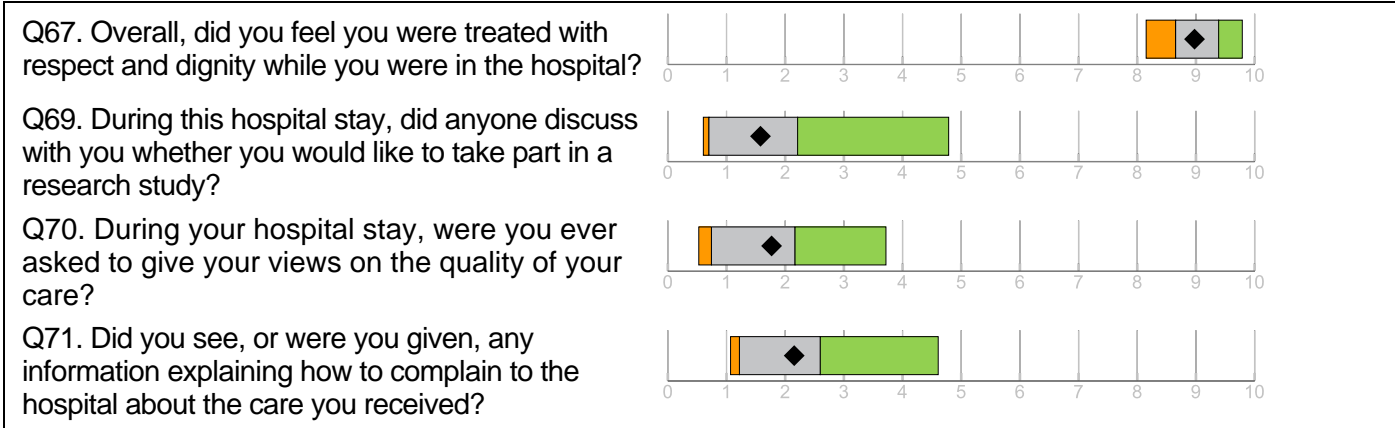 Q67. Overall, did you feel you were treated with
respect and dignity while you were in the hospital?
0 1 2 3 4 5 6 7 8 9 10
Q69. During this hospital stay, did anyone discuss
with you whether you would like to take part in a
research study?
0 1 2 3 4 5 6 7 8 9 10
Q70. During your hospital stay, were you ever
asked to give your views on the quality of your
care?
0 1 2 3 4 5 6 7 8 9 10
Q71. Did you see, or were you given, any
information explaining how to complain to the
hospital about the care you received?
0 1 2 3 4 5 6 7 8 9 10